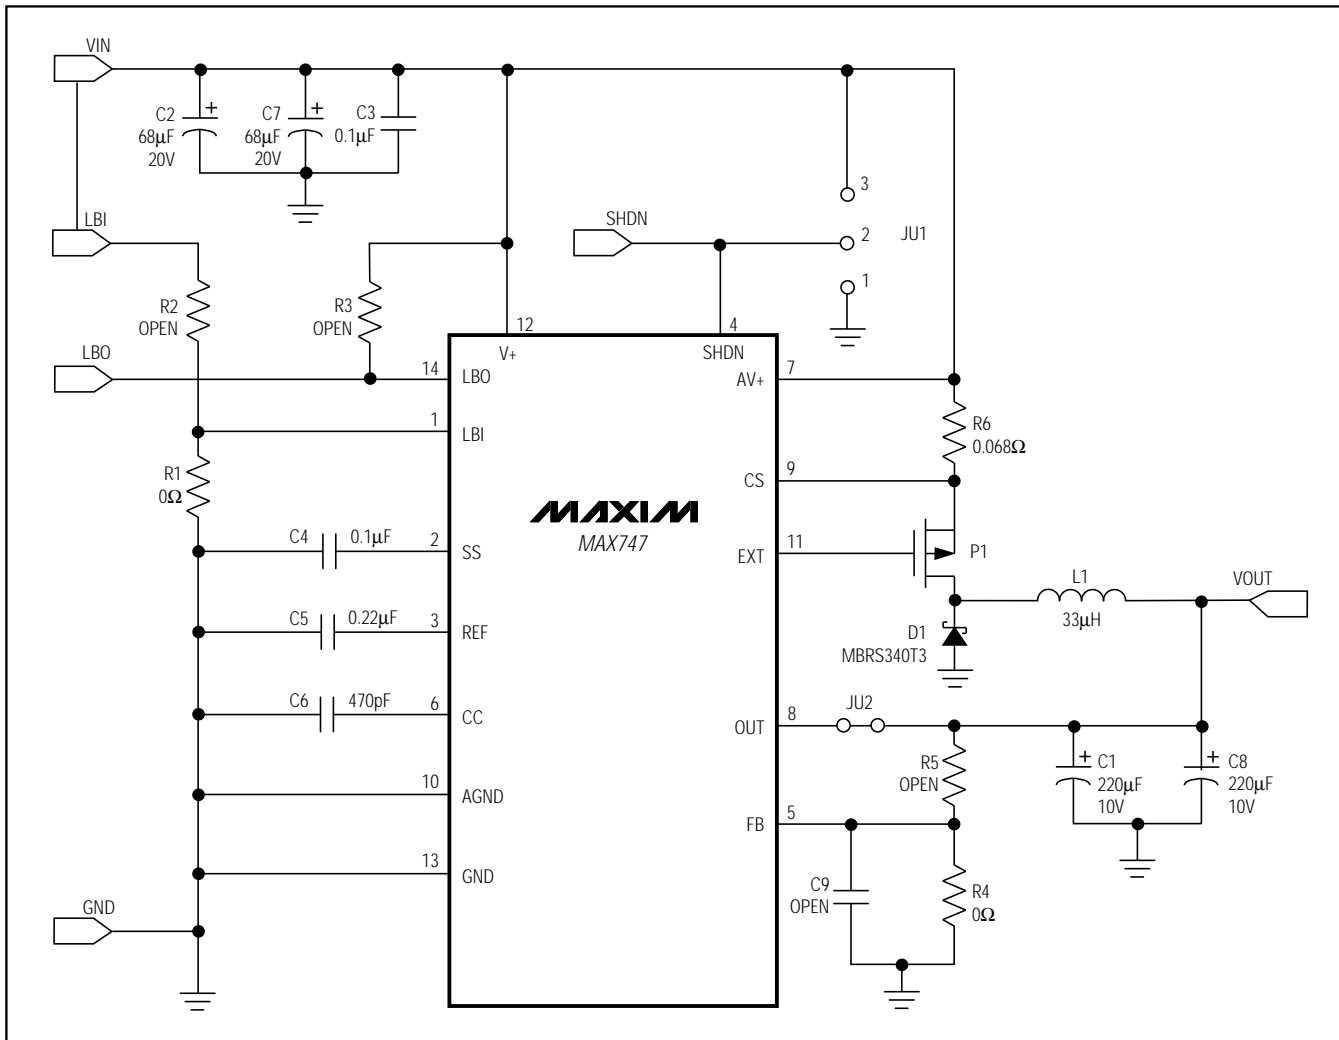 VIN
C2
68μF
20V
+
C7
68μF
20V
+
C3
0.1μF
LBI
SHDN
3
2
1
JU1
R2
OPEN
R3
OPEN
LBO
12
V+
4
SHDN
14
LBO
7
AV+
1
LBI
R6
0.068Ω
R1
0Ω
9
CS
MAXIM
MAX747
C4
0.1μF
2
SS
11
EXT
P1
L1
33μH
VOUT
C5
0.22μF
3
REF
D1
MBRS340T3
C6
470pF
6
CC
8
OUT
JU2
R5
OPEN
+
C1
220μF
10V
+
C8
220μF
10V
10
AGND
5
FB
13
GND
C9
OPEN
R4
0Ω
GND